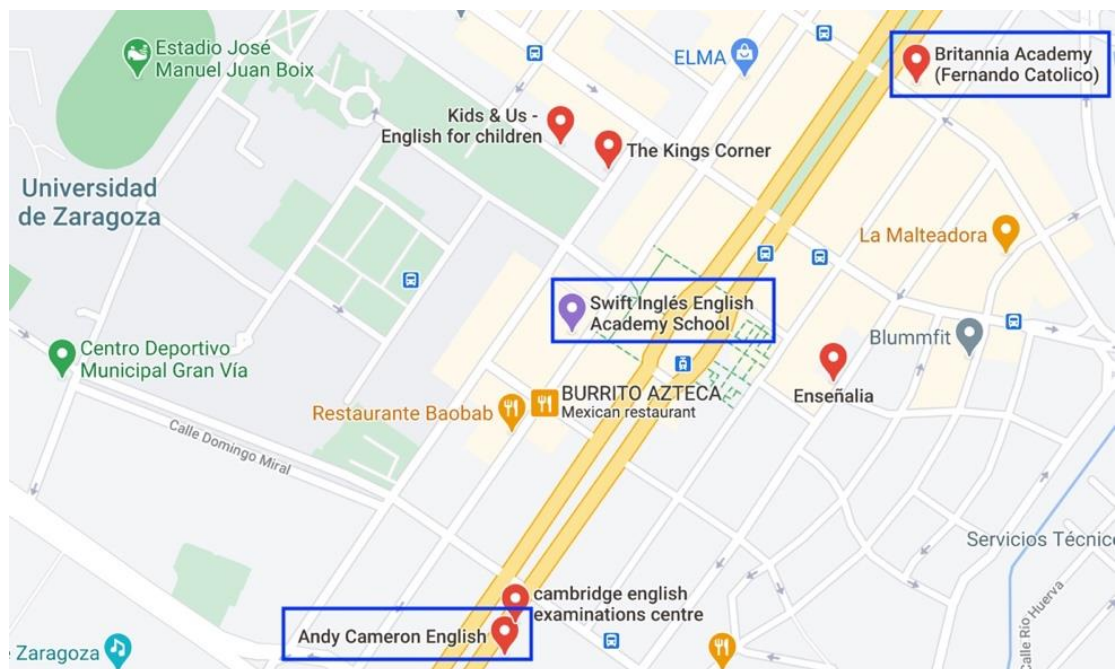 Estadio José
Manuel Juan Boix
ELMA
Britannia Academy
(Fernando Catolico)
Kids & Us -
English for children
The Kings Corner
Universidad
de Zaragoza
La Malteadora
Swift Inglés English
Academy School
Blummfit
Centro Deportivo
Municipal Gran Vía
Enseñalia
BURRITO AZTECA
Mexican restaurant
Restaurante Baobab
Calle Domingo Miral
Servicios Técnico
cambridge english
examinations centre
Andy Cameron English
Calle Río Huerva
Zaragoza